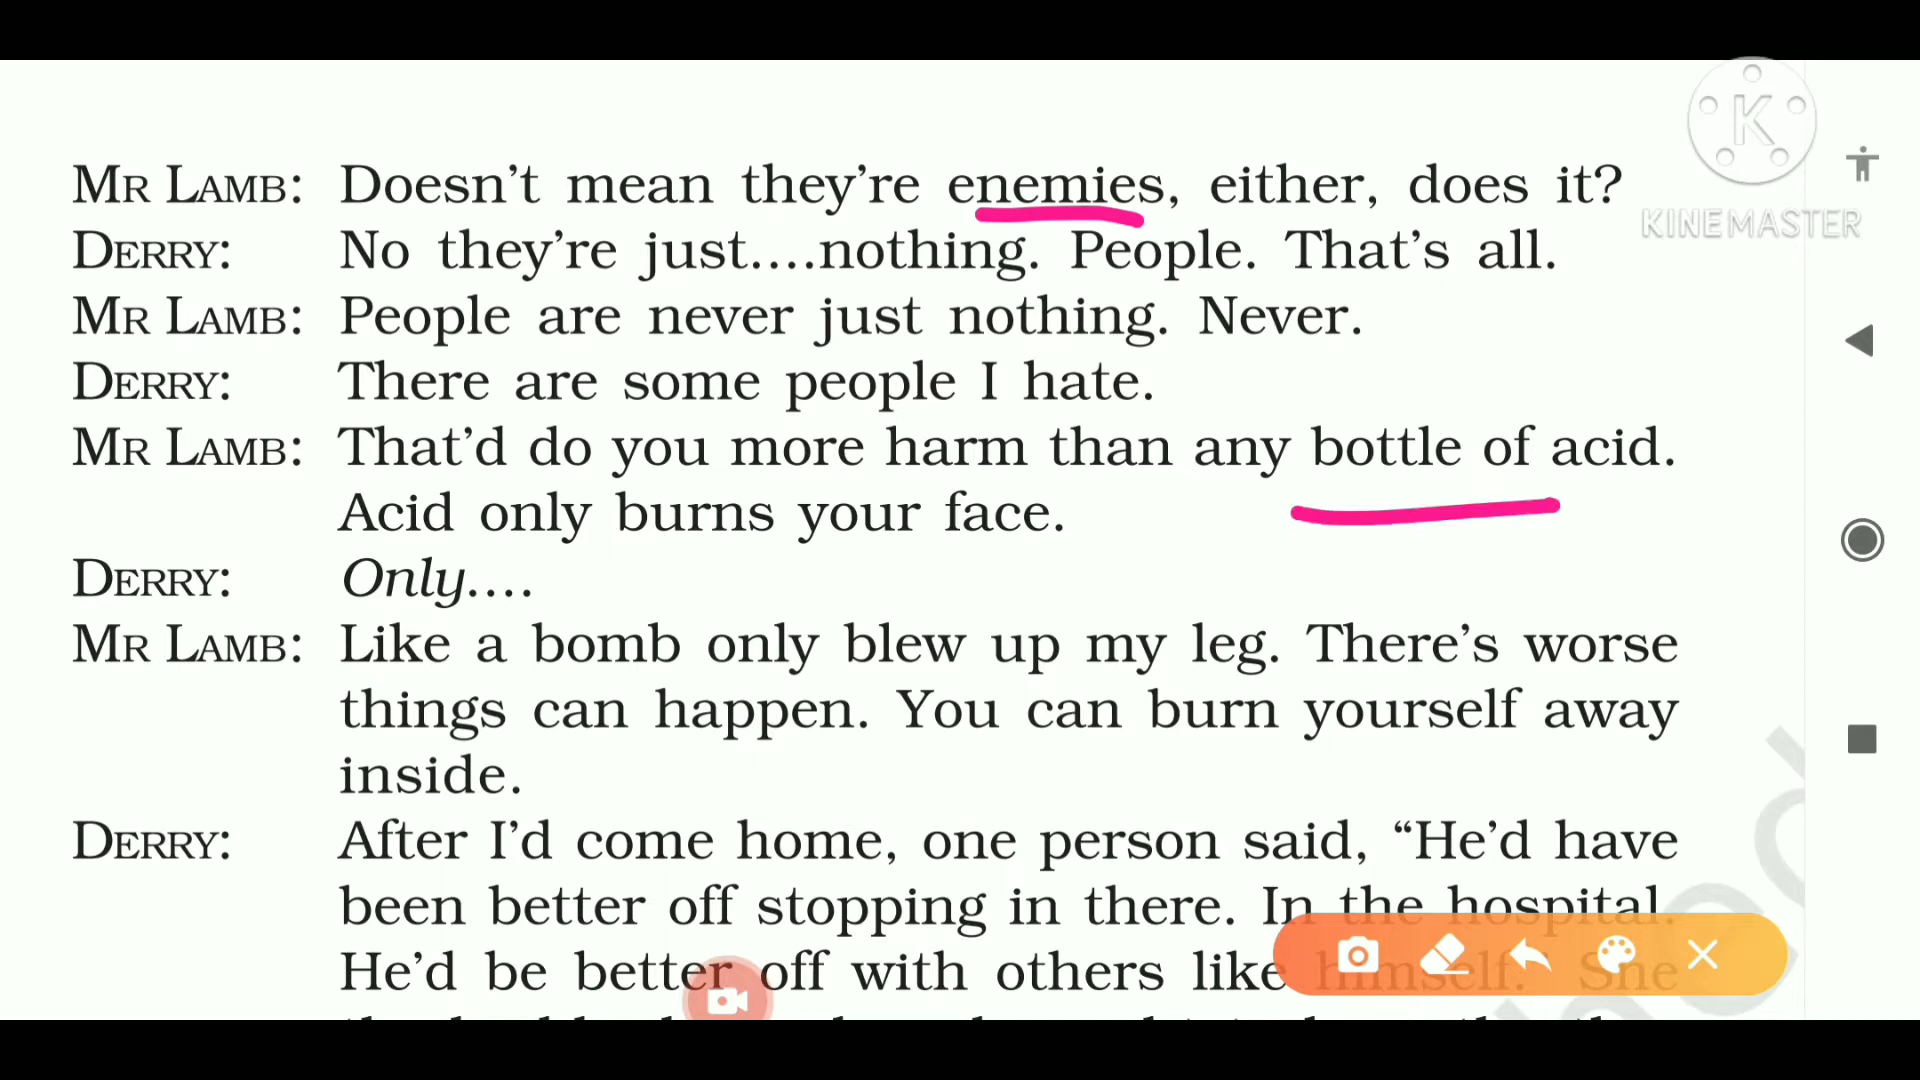 KINEMASTER
MR LAMB: Doesn't mean they're enemies, either, does it?
DERRY: No they're just....nothing. People. That's all.
MR LAMB: People are never just nothing. Never.
DERRY: There are some people I hate.
MR LAMB: That'd do you more harm than any bottle of acid.
Acid only burns your face.
DERRY: Only....
MR LAMB: Like a bomb only blew up my leg. There's worse
things can happen. You can burn yourself away
inside.
DERRY: After I'd come home, one person said, “He'd have
been better off stopping in there. In the hospital.
He'd be better off with others like himself.” She